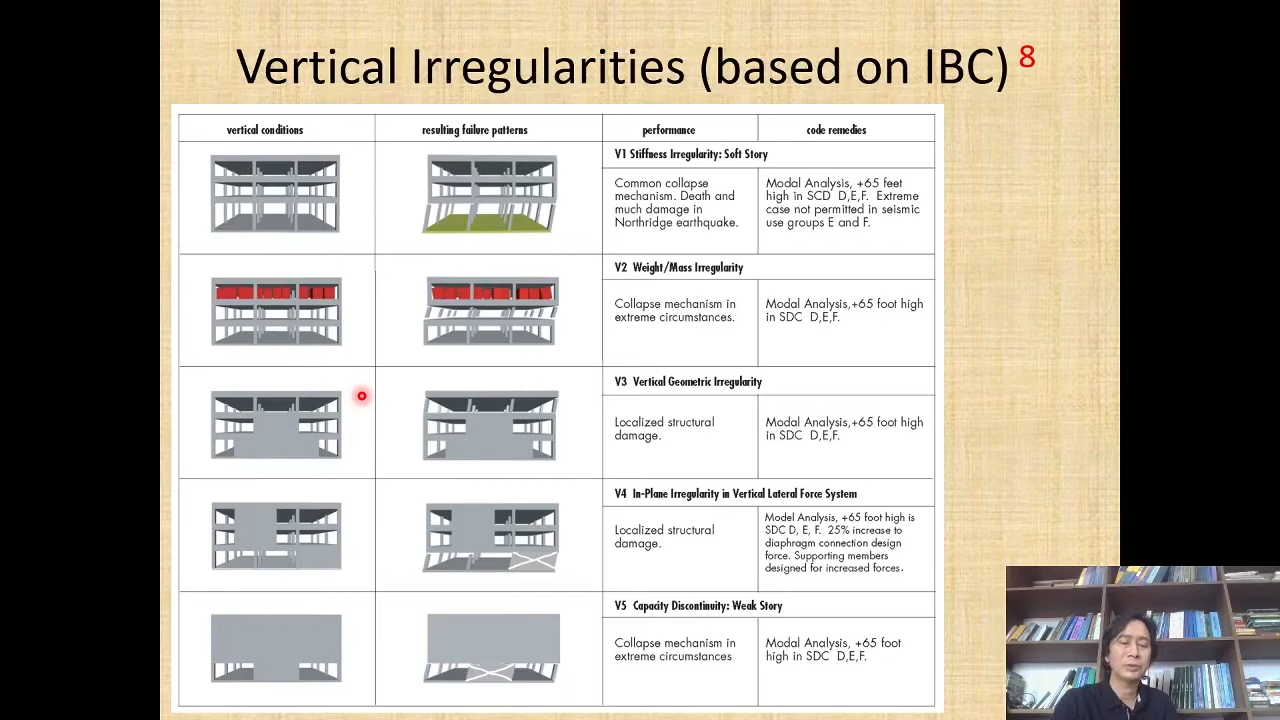 Vertical Irregularities (based on IBC) 8
vertical conditions
resulting failure patterns
performance
code remedies
V1 Stiffness Irregularity: Soft Story
Common collapse
mechanism. Death and
much damage in
Northridge earthquake.
Modal Analysis, +65 feet
high in SCD D,E,F. Extreme
case not permitted in seismic
use groups E and F.
V2 Weight/Mass Irregularity
Collapse mechanism in
extreme circumstances.
Modal Analysis,+65 foot high
in SDC D,E,F.
V3 Vertical Geometric Irregularity
Localized structural
damage.
Modal Analysis,+65 foot high
in SDC D,E,F.
V4 In-Plane Irregularity in Vertical Lateral Force System
Localized structural
damage.
Model Analysis, +65 foot high is
SDC D, E, F. 25% increase to
diaphragm connection design
force. Supporting members
designed for increased forces.
V5 Capacity Discontinuity: Weak Story
Collapse mechanism in
extreme circumstances
Modal Analysis, +65 foot
high in SDC D,E,F.